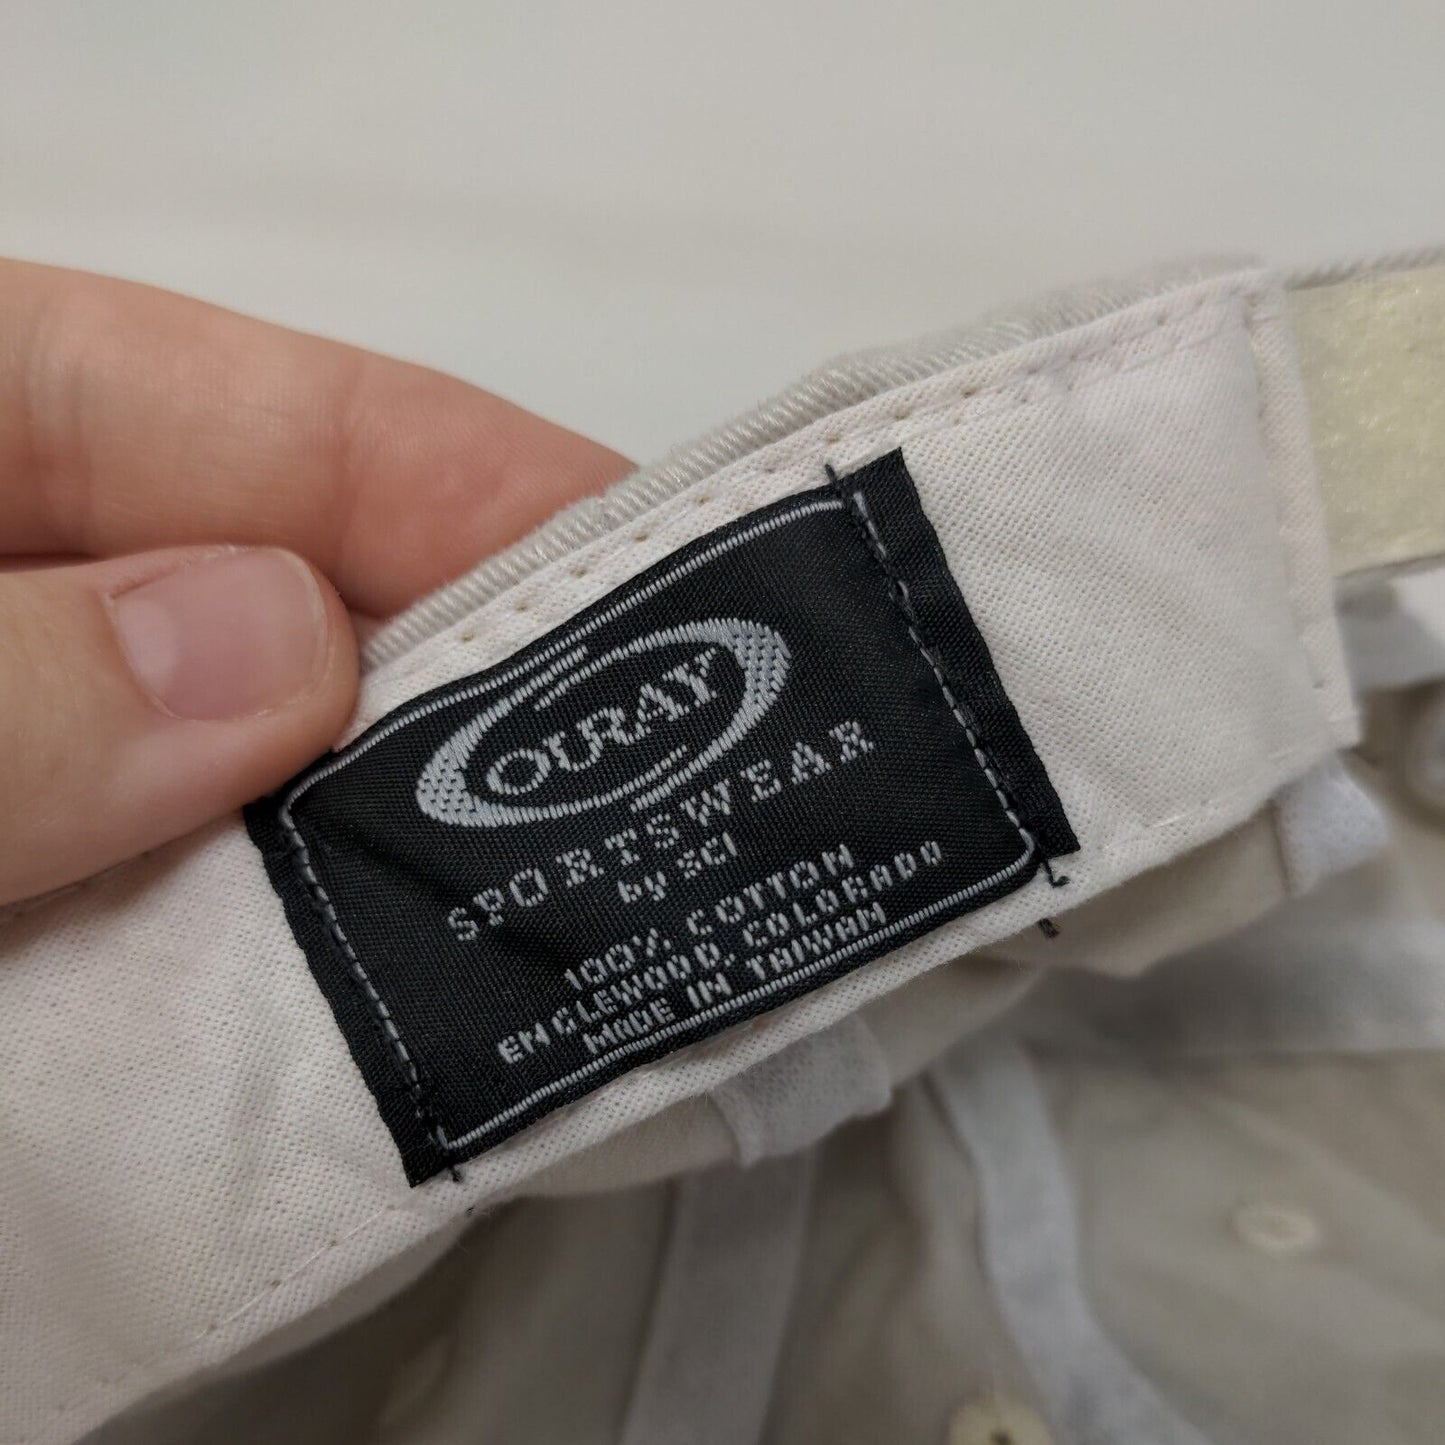 OURAY
SPORTSWEAR
by SCI
100% COTTON
ENGLEWOOD, COLORADO
MADE IN TAIWAN